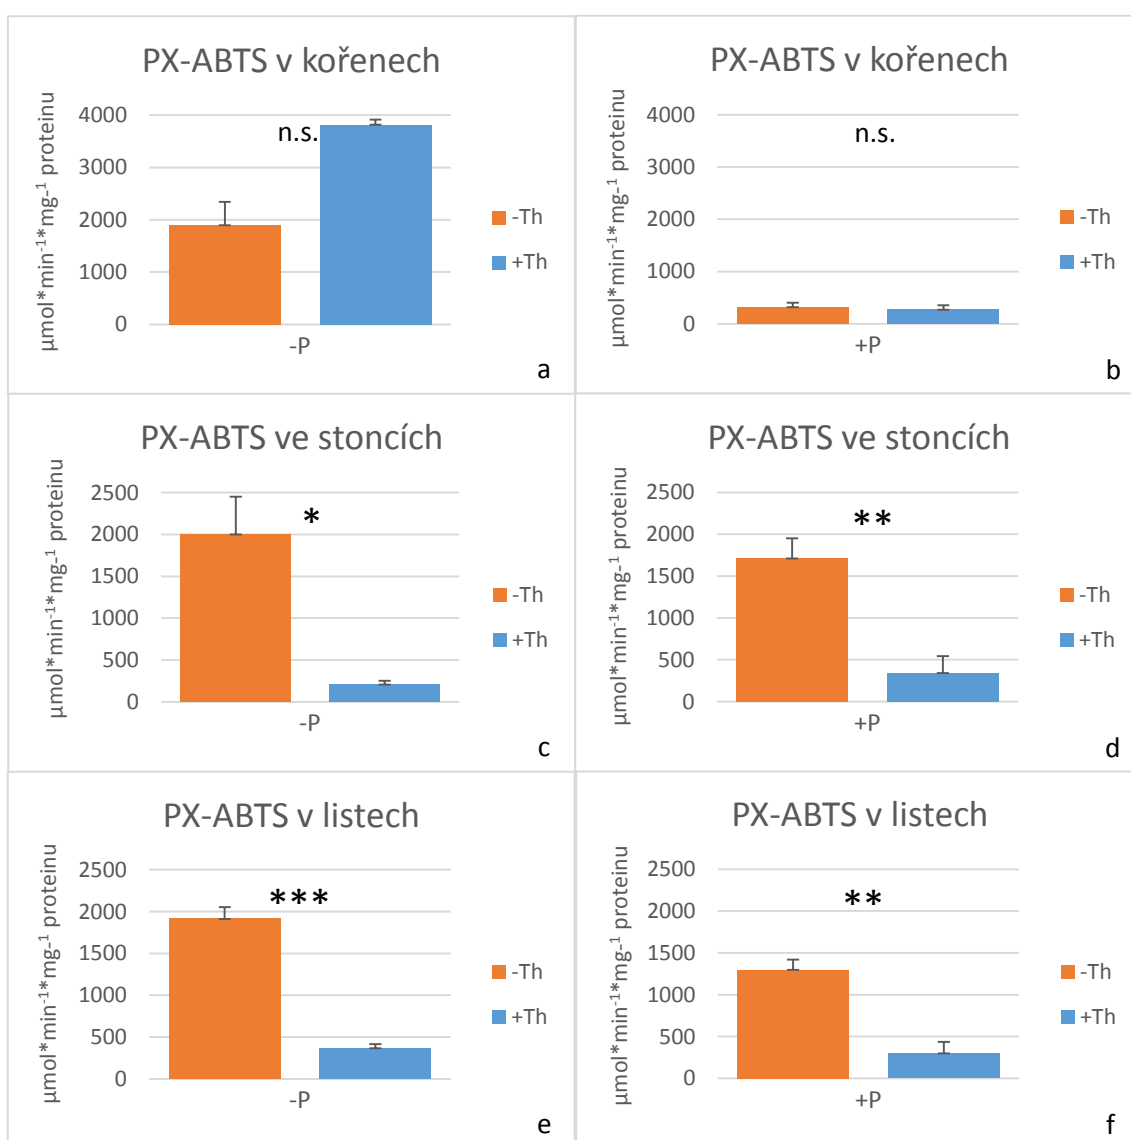 PX-ABTS v kořenech
µmol*min-1*mg-1 proteinu
4000
3000
2000
1000
0
n.s.
-P
-Th
+Th
a
PX-ABTS v kořenech
µmol*min-1*mg-1 proteinu
4000
3000
2000
1000
0
n.s.
+P
-Th
+Th
b
PX-ABTS ve stoncích
µmol*min-1*mg-1 proteinu
2500
2000
1500
1000
500
0
*
-P
-Th
+Th
c
PX-ABTS ve stoncích
µmol*min-1*mg-1 proteinu
2500
2000
1500
1000
500
0
**
+P
-Th
+Th
d
PX-ABTS v listech
µmol*min-1*mg-1 proteinu
2500
2000
1500
1000
500
0
***
-P
-Th
+Th
e
PX-ABTS v listech
µmol*min-1*mg-1 proteinu
2500
2000
1500
1000
500
0
**
+P
-Th
+Th
f